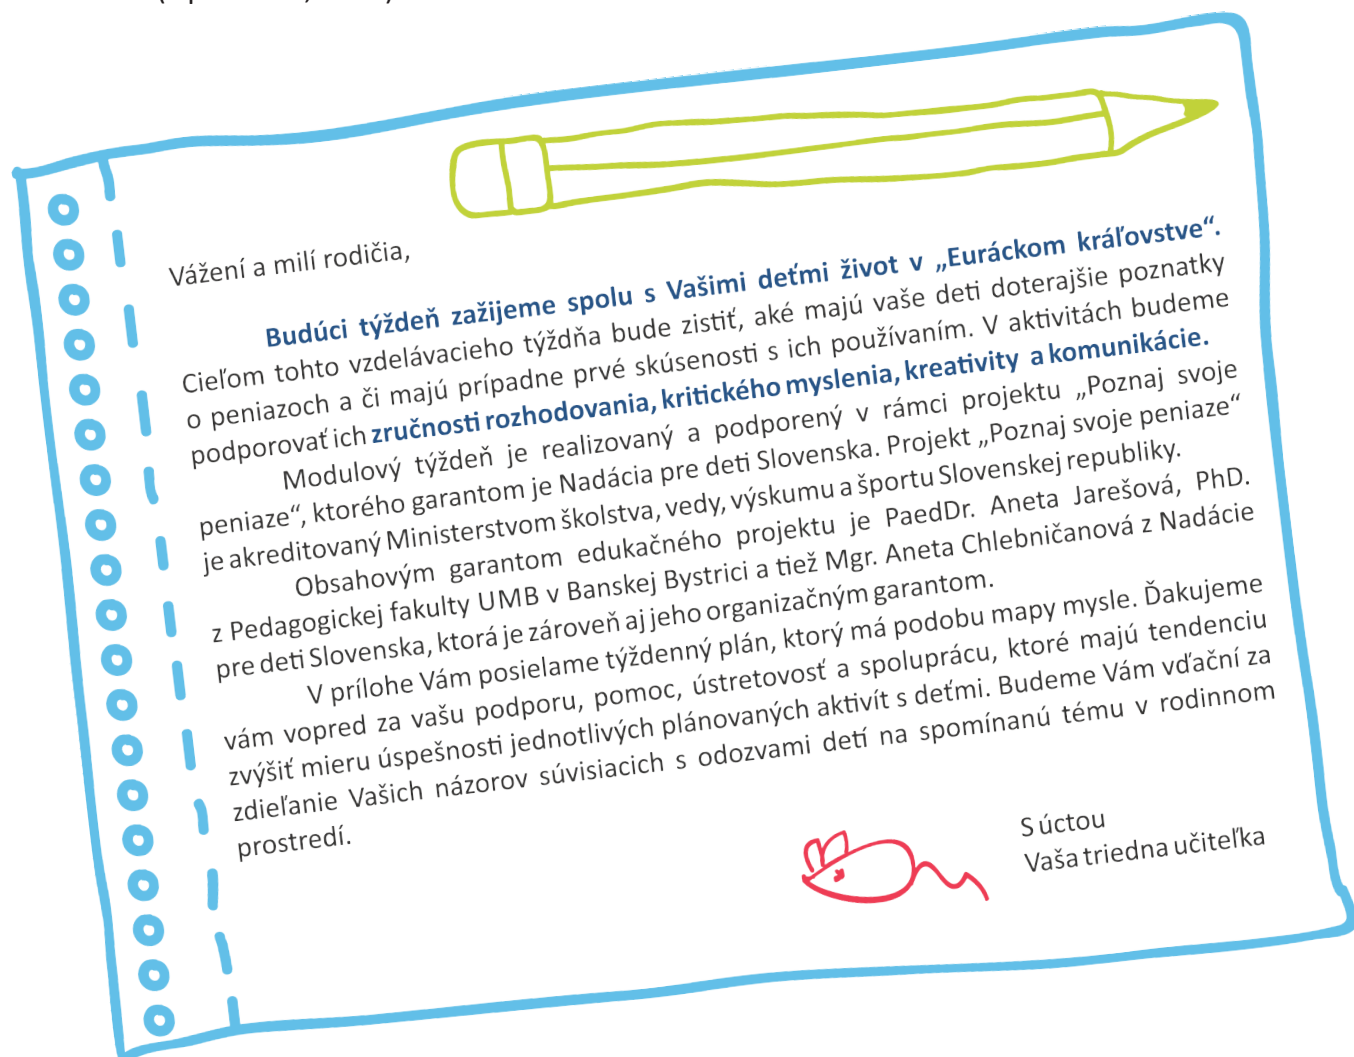 Vážení a milí rodičia,
Budúci týždeň zažijeme spolu s Vašimi deťmi život v „Euráckom kráľovstve“.
Cieľom tohto vzdelávacieho týždňa bude zistiť, aké majú vaše deti doterajšie poznatky
o peniazoch a či majú prípadne prvé skúsenosti s ich používaním. V aktivitách budeme
podporovať ich zručnosti rozhodovania, kritického myslenia, kreativity a komunikácie.
Modulový týždeň je realizovaný a podporený v rámci projektu „Poznaj svoje
peniaze“, ktorého garantom je Nadácia pre deti Slovenska. Projekt „Poznaj svoje peniaze“
je akreditovaný Ministerstvom školstva, vedy, výskumu a športu Slovenskej republiky.
Obsahovým garantom edukačného projektu je PaedDr. Aneta Jarešová, PhD.
z Pedagogickej fakulty UMB v Banskej Bystrici a tiež Mgr. Aneta Chlebničanová z Nadácie
pre deti Slovenska, ktorá je zároveň aj jeho organizačným garantom.
V prílohe Vám posielame týždenný plán, ktorý má podobu mapy mysle. Ďakujeme
vám vopred za vašu podporu, pomoc, ústretovosť a spoluprácu, ktoré majú tendenciu
zvýšiť mieru úspešnosti jednotlivých plánovaných aktivít s deťmi. Budeme Vám vďační za
zdieľanie Vašich názorov súvisiacich s odozvami detí na spomínanú tému v rodinnom
prostredí.
S úctou
Vaša triedna učiteľka